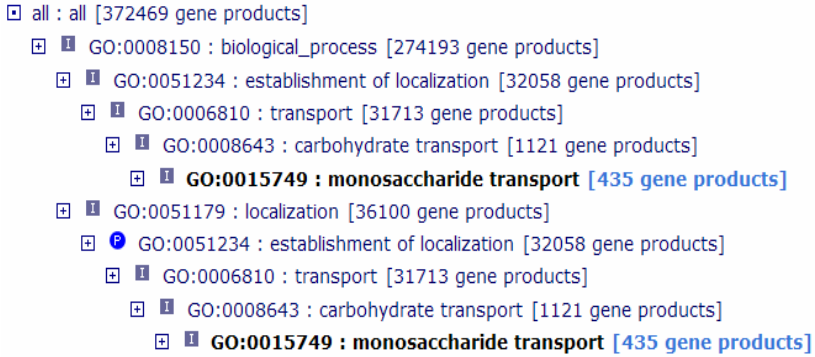 all : all [372469 gene products]
I GO:0008150 : biological_process [274193 gene products]
I GO:0051234 : establishment of localization [32058 gene products]
I GO:0006810 : transport [31713 gene products]
I GO:0008643 : carbohydrate transport [1121 gene products]
I GO:0015749 : monosaccharide transport [435 gene products]
I GO:0051179 : localization [36100 gene products]
P GO:0051234 : establishment of localization [32058 gene products]
I GO:0006810 : transport [31713 gene products]
I GO:0008643 : carbohydrate transport [1121 gene products]
I GO:0015749 : monosaccharide transport [435 gene products]